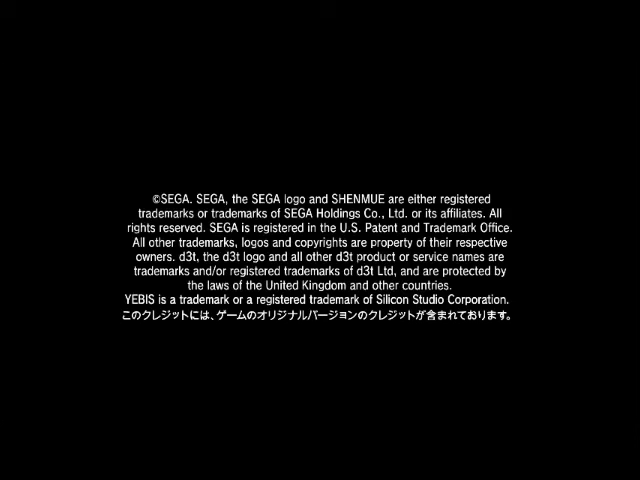 ©SEGA. SEGA, the SEGA logo and SHENMUE are either registered
trademarks or trademarks of SEGA Holdings Co., Ltd. or its affiliates. All
rights reserved. SEGA is registered in the U.S. Patent and Trademark Office.
All other trademarks, logos and copyrights are property of their respective
owners. d3t, the d3t logo and all other d3t product or service names are
trademarks and/or registered trademarks of d3t Ltd, and are protected by
the laws of the United Kingdom and other countries.
YEBIS is a trademark or a registered trademark of Silicon Studio Corporation.
このクレジットには、ゲームのオリジナルバージョンのクレジットが含まれております。